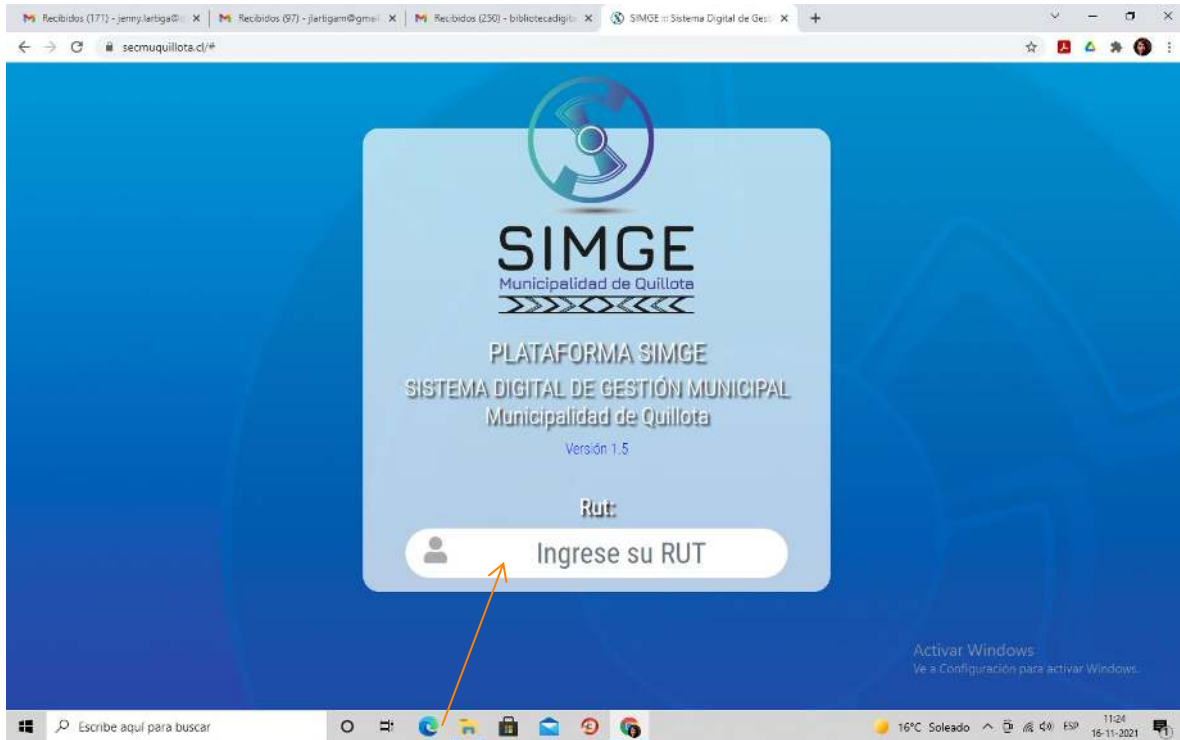 Recibidos (171) - jenny.lartiga@
Recibidos (97) - jlartigam@gmai
Recibidos (250) - bibliotecadigit
SIMGE :: Sistema Digital de Gest
secmuquillota.cl/#
SIMGE
Municipalidad de Quillota
PLATAFORMA SIMGE
SISTEMA DIGITAL DE GESTIÓN MUNICIPAL
Municipalidad de Quillota
Versión 1.5
Rut:
Ingrese su RUT
Activar Windows
Ve a Configuración para activar Windows.
Escribe aquí para buscar
16°C Soleado
ESP
11:24
16-11-2021